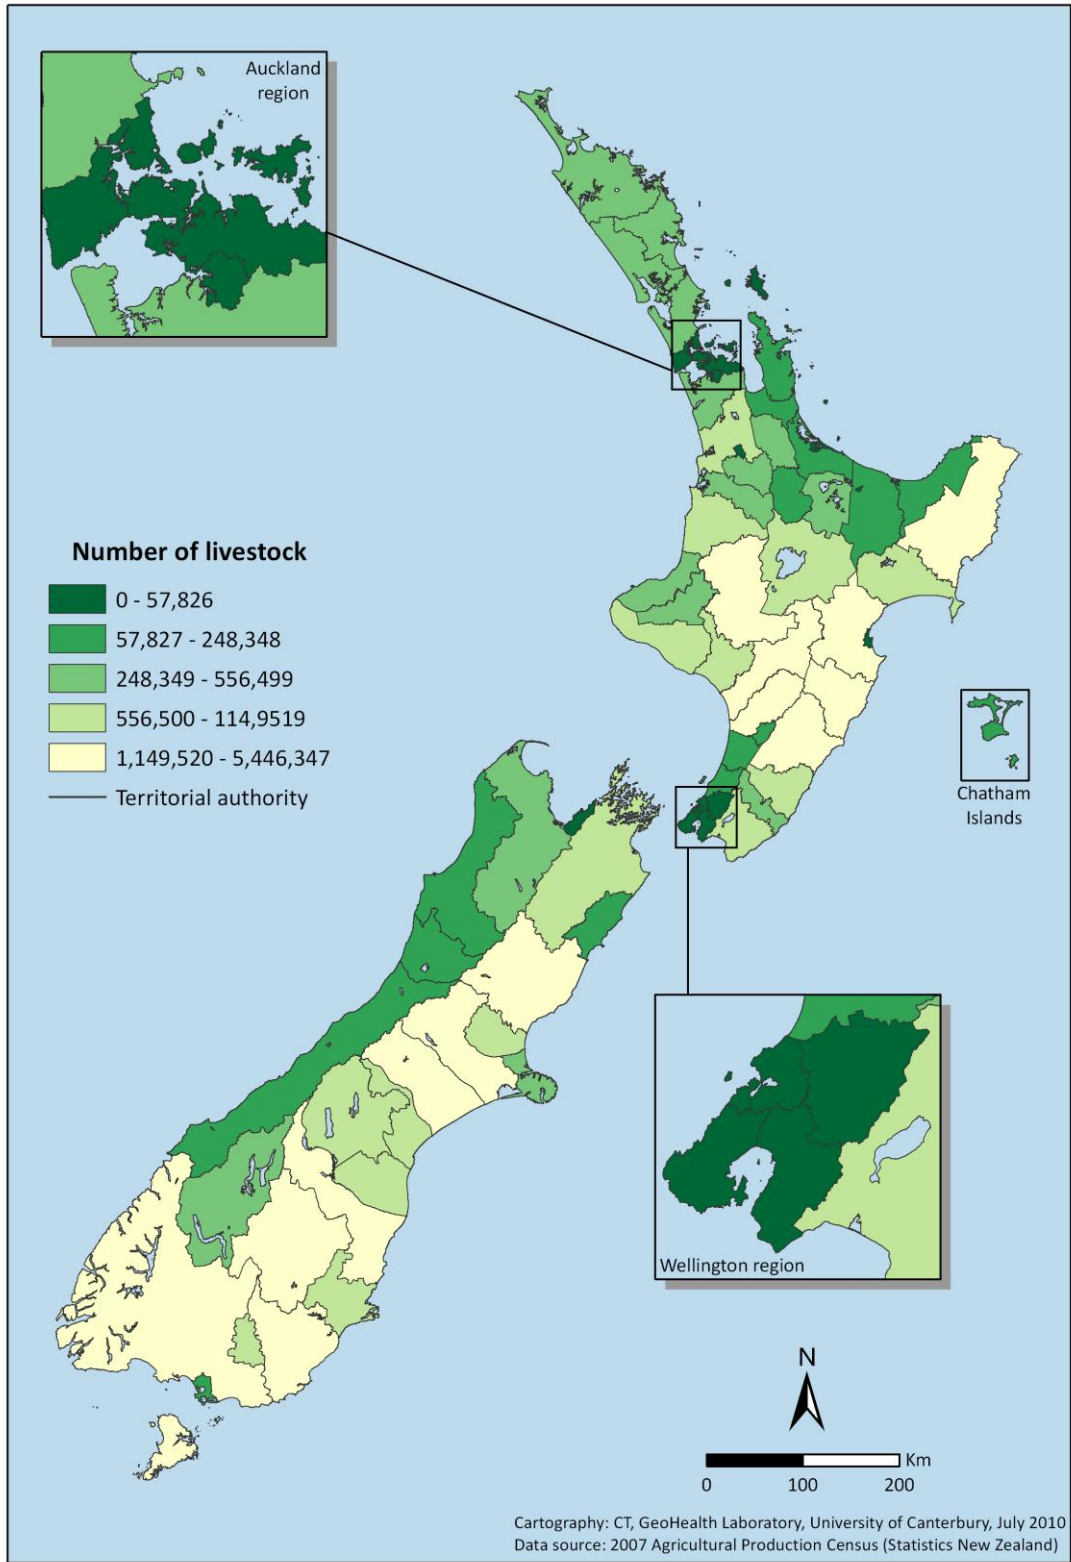 Auckland
region
Number of livestock
0 - 57,826
57,827 - 248,348
248,349 - 556,499
556,500 - 114,9519
1,149,520 - 5,446,347
Territorial authority
Chatham
Islands
Wellington region
N
Km
0 100 200
Cartography: CT, GeoHealth Laboratory, University of Canterbury, July 2010
Data source: 2007 Agricultural Production Census (Statistics New Zealand)